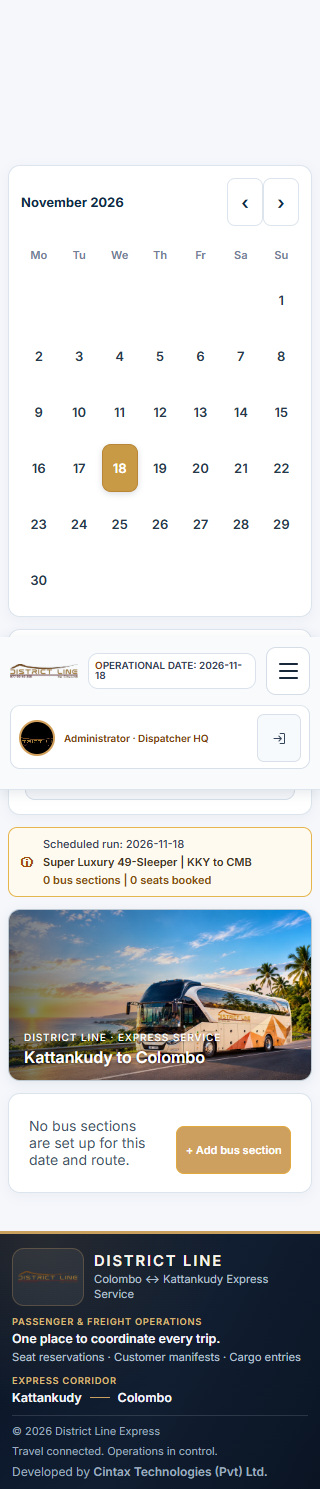 November 2026
‹ ›
Mo Tu We Th Fr Sa Su
1
2 3 4 5 6 7 8
9 10 11 12 13 14 15
16 17 18 19 20 21 22
23 24 25 26 27 28 29
30
DISTRICT LINE
OPERATIONAL DATE: 2026-11-
18
Administrator · Dispatcher HQ
Scheduled run: 2026-11-18
Super Luxury 49-Sleeper | KKY to CMB
0 bus sections | 0 seats booked
DISTRICT LINE · EXPRESS SERVICE
Kattankudy to Colombo
No bus sections
are set up for this
date and route.
+ Add bus section
DISTRICT LINE
DISTRICT LINE
Colombo ↔ Kattankudy Express
Service
PASSENGER & FREIGHT OPERATIONS
One place to coordinate every trip.
Seat reservations · Customer manifests · Cargo entries
EXPRESS CORRIDOR
Kattankudy — Colombo
© 2026 District Line Express
Travel connected. Operations in control.
Developed by Cintax Technologies (Pvt) Ltd.